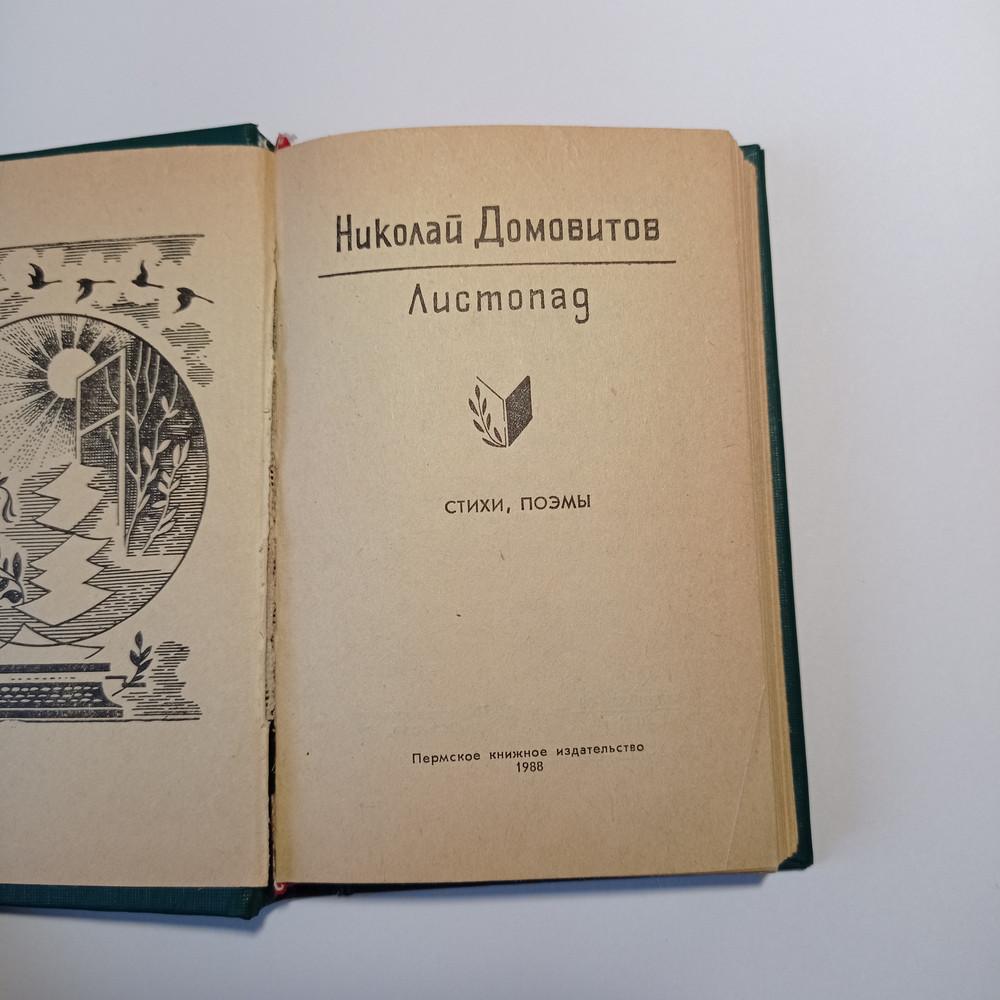 Николай Домовитов
Листопад
СТИХИ, ПОЭМЫ
Пермское книжное издательство
1988